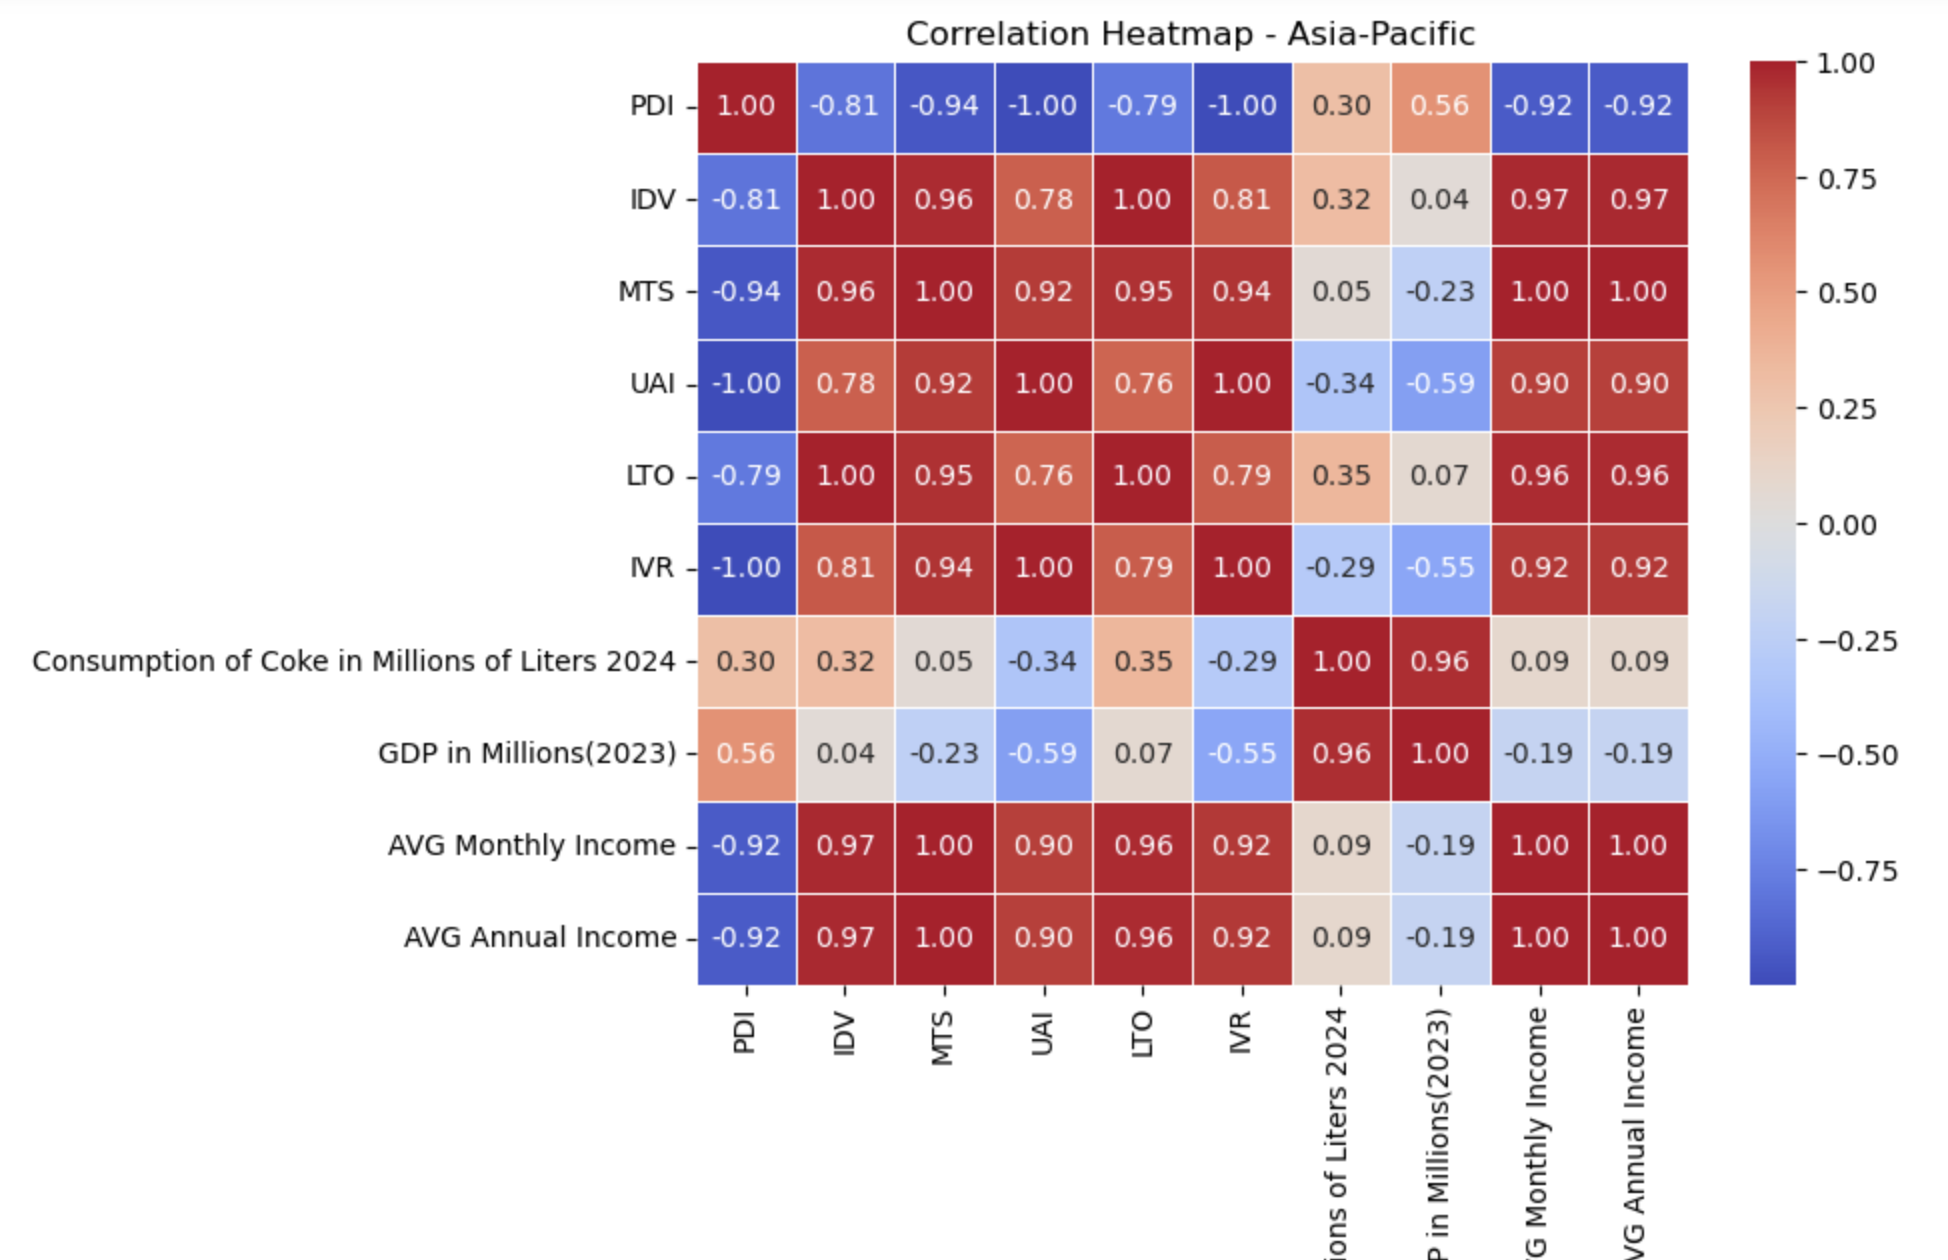 Correlation Heatmap - Asia-Pacific
PDI 1.00 -0.81 -0.94 -1.00 -0.79 -1.00 0.30 0.56 -0.92 -0.92
IDV -0.81 1.00 0.96 0.78 1.00 0.81 0.32 0.04 0.97 0.97
MTS -0.94 0.96 1.00 0.92 0.95 0.94 0.05 -0.23 1.00 1.00
UAI -1.00 0.78 0.92 1.00 0.76 1.00 -0.34 -0.59 0.90 0.90
LTO -0.79 1.00 0.95 0.76 1.00 0.79 0.35 0.07 0.96 0.96
IVR -1.00 0.81 0.94 1.00 0.79 1.00 -0.29 -0.55 0.92 0.92
Consumption of Coke in Millions of Liters 2024 0.30 0.32 0.05 -0.34 0.35 -0.29 1.00 0.96 0.09 0.09
GDP in Millions(2023) 0.56 0.04 -0.23 -0.59 0.07 -0.55 0.96 1.00 -0.19 -0.19
AVG Monthly Income -0.92 0.97 1.00 0.90 0.96 0.92 0.09 -0.19 1.00 1.00
AVG Annual Income -0.92 0.97 1.00 0.90 0.96 0.92 0.09 -0.19 1.00 1.00
PDI
IDV
MTS
UAI
LTO
IVR
ions of Liters 2024
P in Millions(2023)
G Monthly Income
VG Annual Income
1.00
0.75
0.50
0.25
0.00
−0.25
−0.50
−0.75